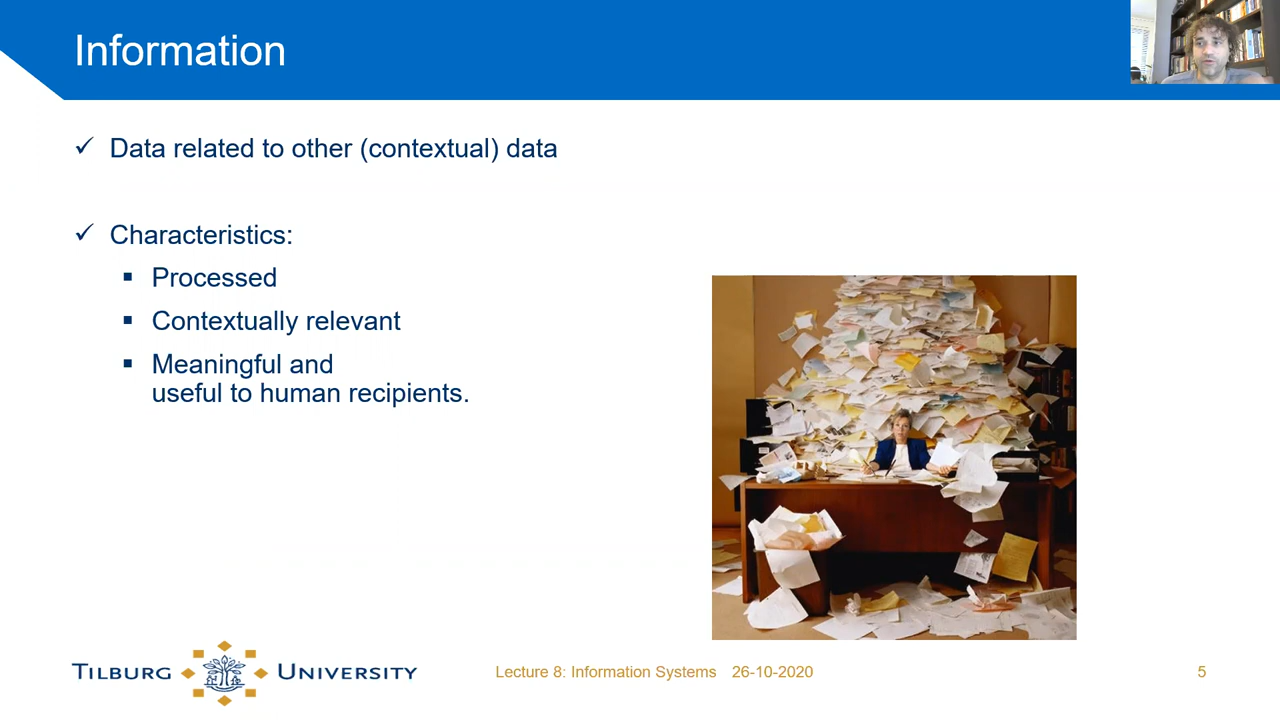 Information
✓ Data related to other (contextual) data
✓ Characteristics:
▪ Processed
▪ Contextually relevant
▪ Meaningful and
useful to human recipients.
TILBURG UNIVERSITY
Lecture 8: Information Systems 26-10-2020
5